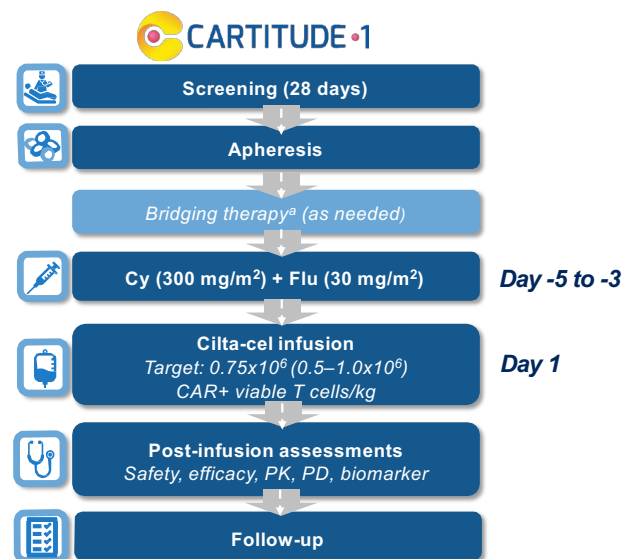 CARTITUDE•1
Screening (28 days)
Apheresis
Bridging therapyᵃ (as needed)
Cy (300 mg/m²) + Flu (30 mg/m²)
Day -5 to -3
Cilta-cel infusion
Target: 0.75x10⁶ (0.5–1.0x10⁶)
CAR+ viable T cells/kg
Day 1
Post-infusion assessments
Safety, efficacy, PK, PD, biomarker
Follow-up